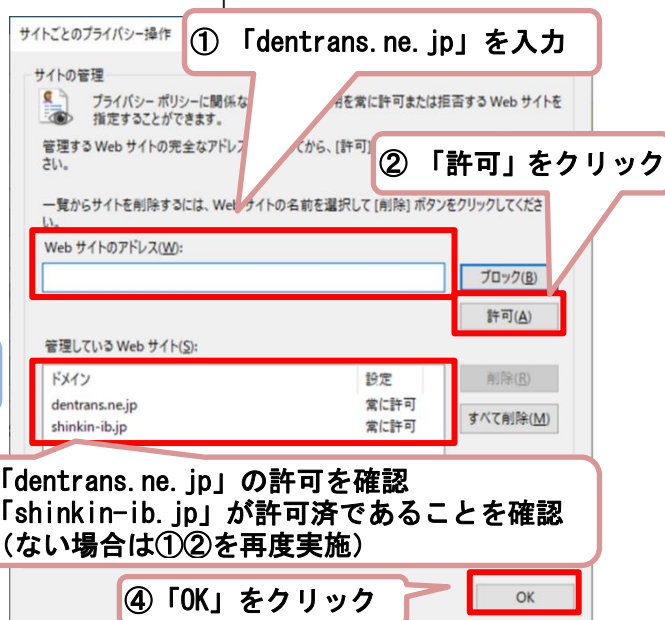 サイトごとのプライバシー操作
① 「dentrans.ne.jp」を入力
サイトの管理
プライバシー ポリシーに関係な
用を常に許可または拒否する Web サイトを
指定することができます。
管理する Web サイトの完全なアドレ
てから、[許可]
② 「許可」をクリック
さい。
一覧からサイトを削除するには、Web サイトの名前を選択して [削除] ボタンをクリックしてくださ
い。
Web サイトのアドレス(W):
ブロック(B)
許可(A)
管理している Web サイト(S):
ドメイン 設定
削除(R)
dentrans.ne.jp 常に許可
shinkin-ib.jp 常に許可
すべて削除(M)
「dentrans.ne.jp」の許可を確認
「shinkin-ib.jp」が許可済であることを確認
(ない場合は①②を再度実施)
④「OK」をクリック
OK